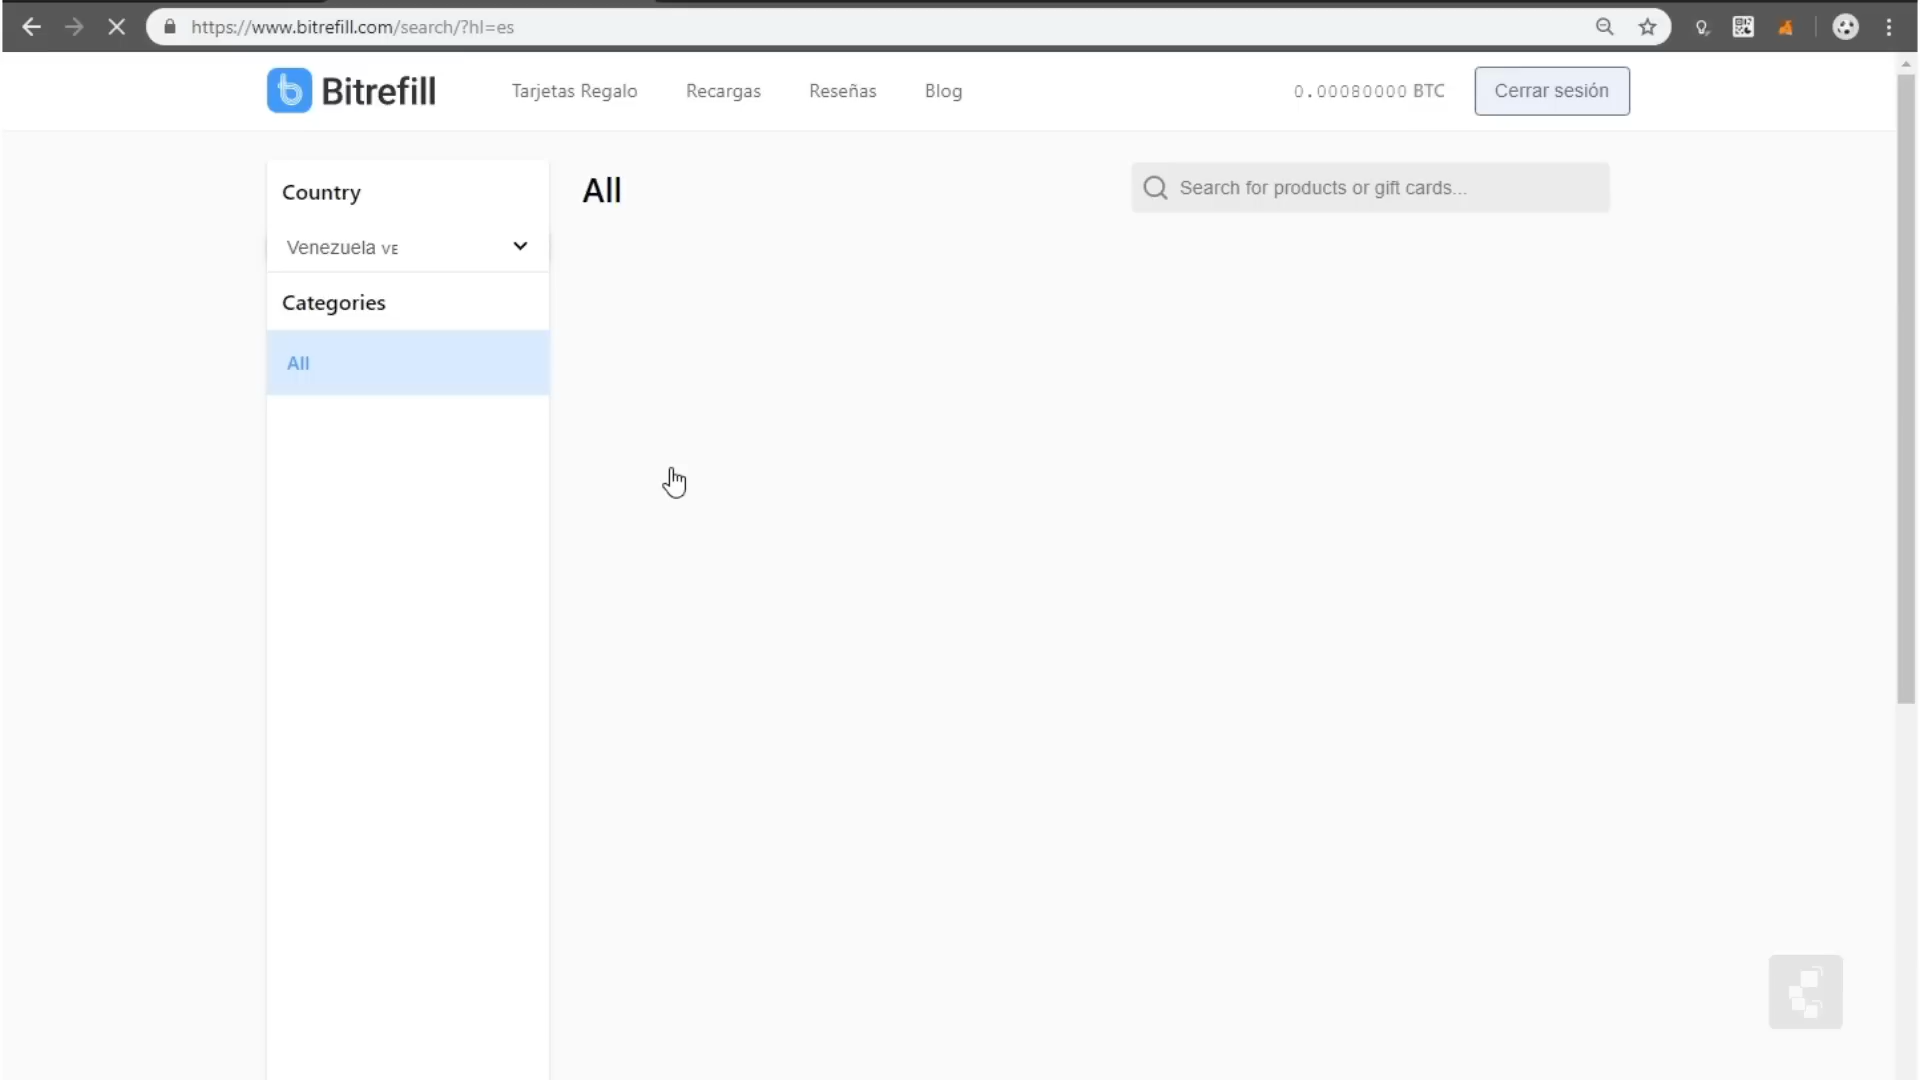 https://www.bitrefill.com/search/?hl=es
Bitrefill
Tarjetas Regalo
Recargas
Reseñas
Blog
0.00080000 BTC
Cerrar sesión
Country
All
Search for products or gift cards...
Venezuela VE
Categories
All